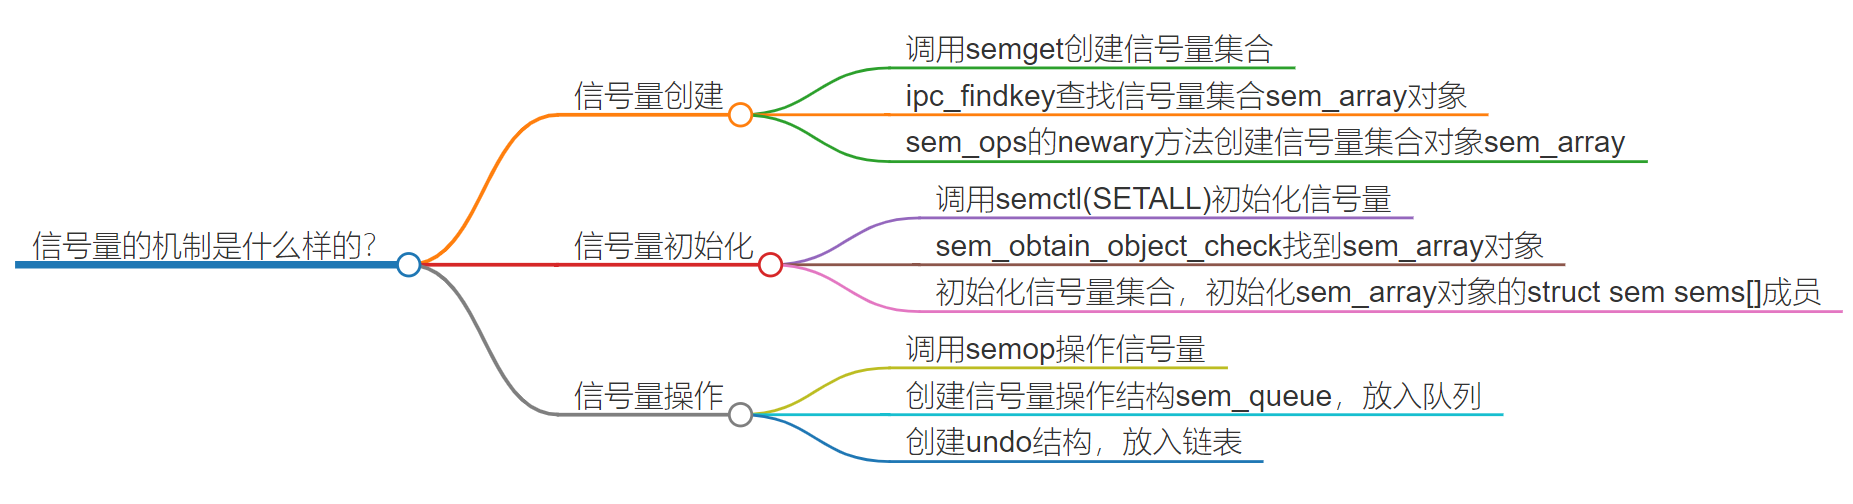 信号量的机制是什么样的？
信号量创建
调用semget创建信号量集合
ipc_findkey查找信号量集合sem_array对象
sem_ops的newary方法创建信号量集合对象sem_array
信号量初始化
调用semctl(SETALL)初始化信号量
sem_obtain_object_check找到sem_array对象
初始化信号量集合，初始化sem_array对象的struct sem sems[]成员
信号量操作
调用semop操作信号量
创建信号量操作结构sem_queue，放入队列
创建undo结构，放入链表